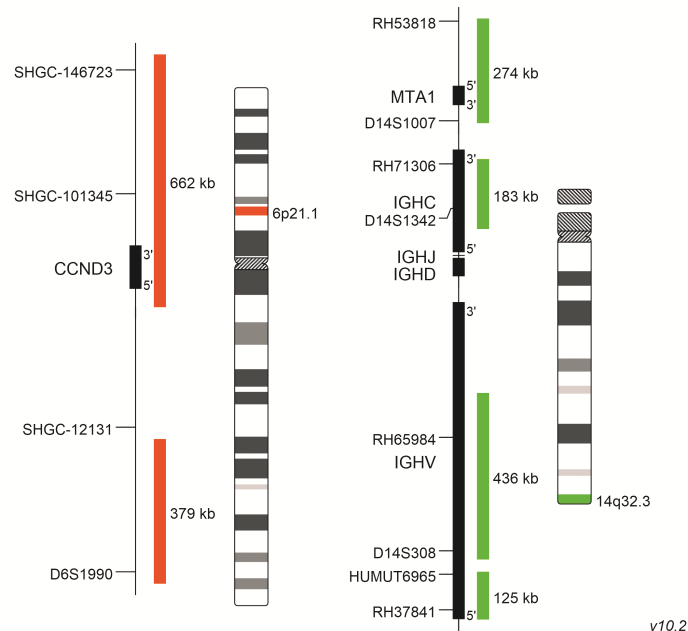 SHGC-146723
SHGC-101345
662 kb
CCND3
3'
5'
SHGC-12131
379 kb
D6S1990
6p21.1
RH53818
274 kb
MTA1
5'
3'
D14S1007
3'
RH71306
IGHC
183 kb
D14S1342
5'
IGHJ
IGHD
3'
RH65984
IGHV
436 kb
D14S308
HUMUT6965
125 kb
RH37841
5'
14q32.3
v10.2